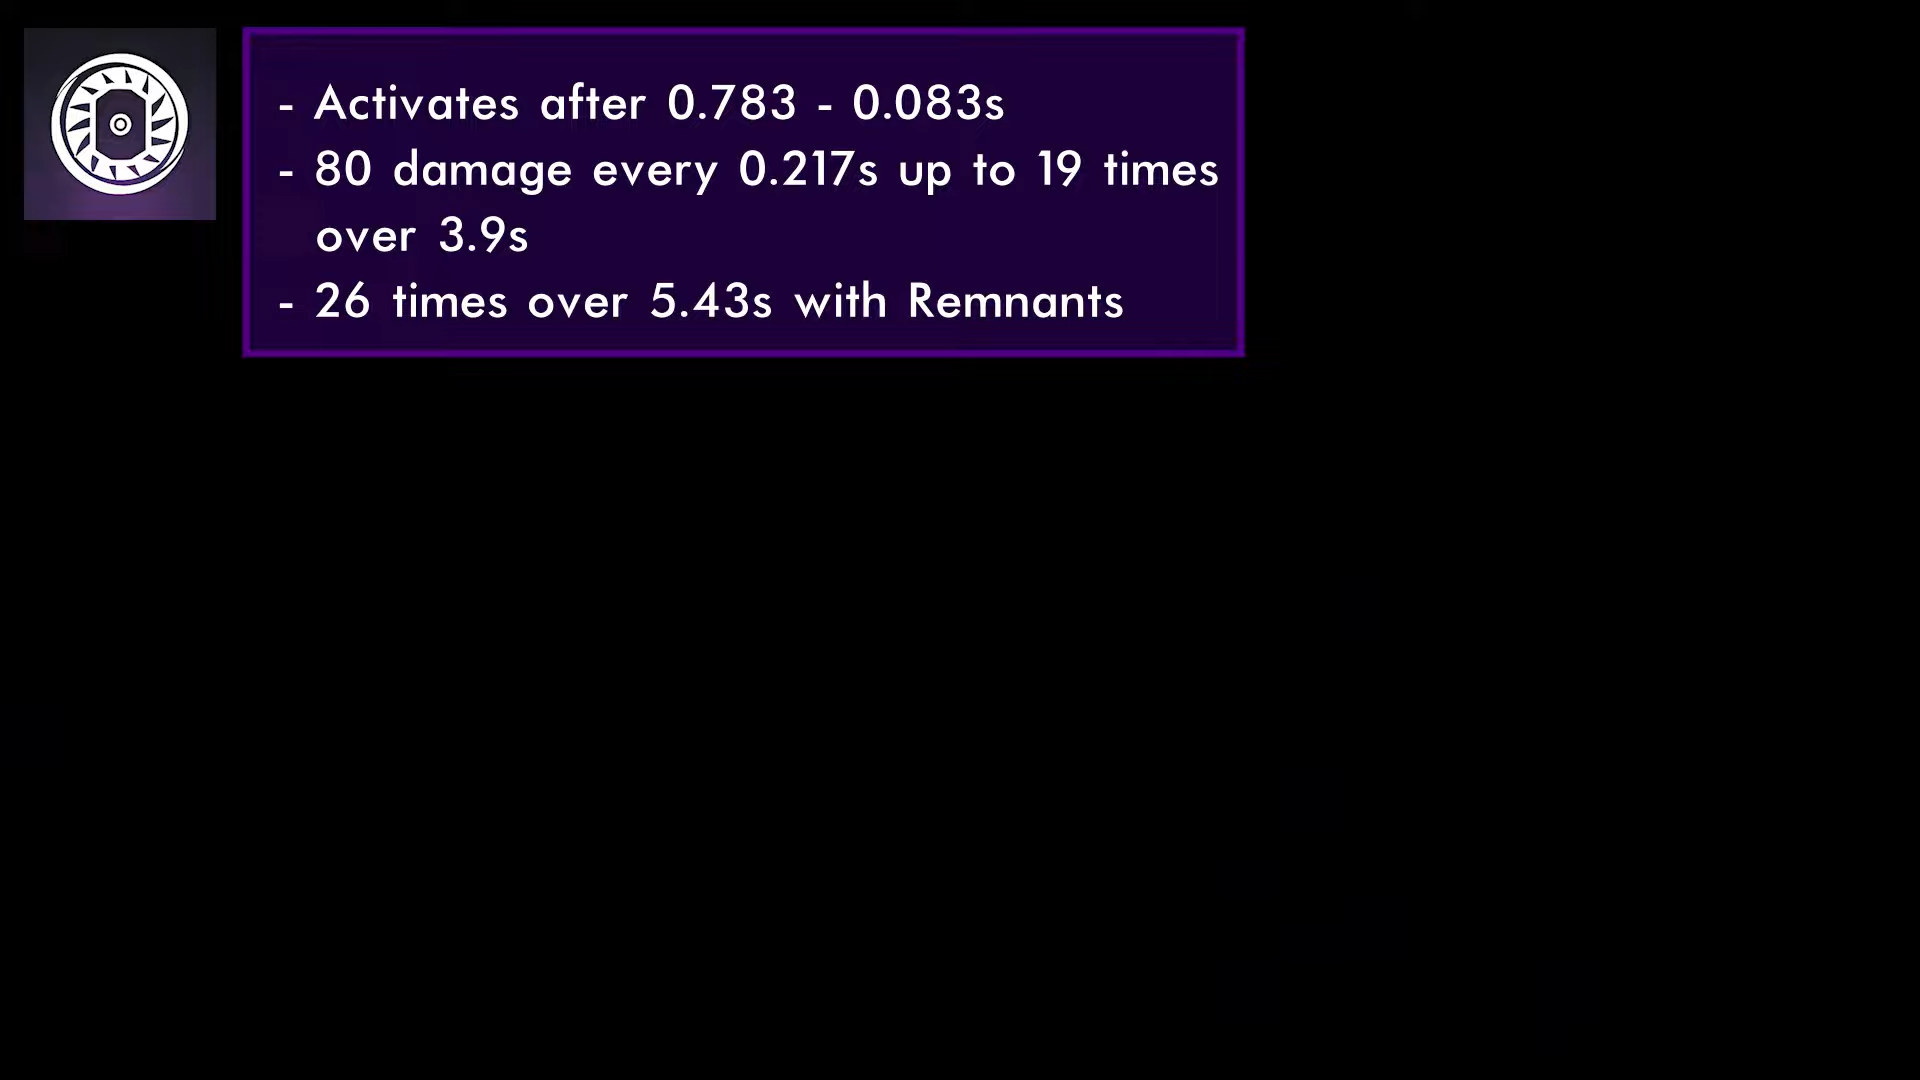 - Activates after 0.783 - 0.083s
- 80 damage every 0.217s up to 19 times
over 3.9s
- 26 times over 5.43s with Remnants